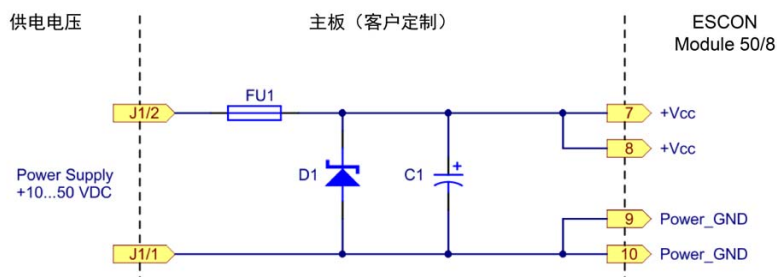 供电电压
主板（客户定制）
ESCON
Module 50/8
FU1
J1/2
7
+Vcc
8
+Vcc
Power Supply
+10...50 VDC
D1
C1
+
9
Power_GND
J1/1
10
Power_GND